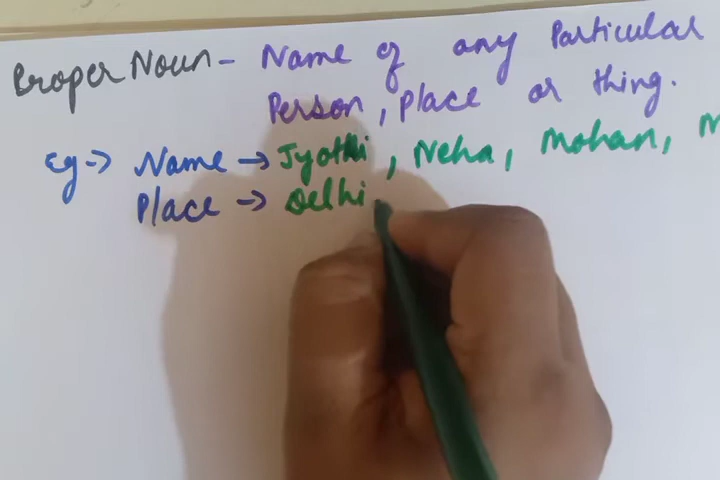 Proper Noun - Name of any Particular
Person, Place or thing.
Eg -> Name -> Jyothi, Neha, Mohan, M
Place -> Delhi